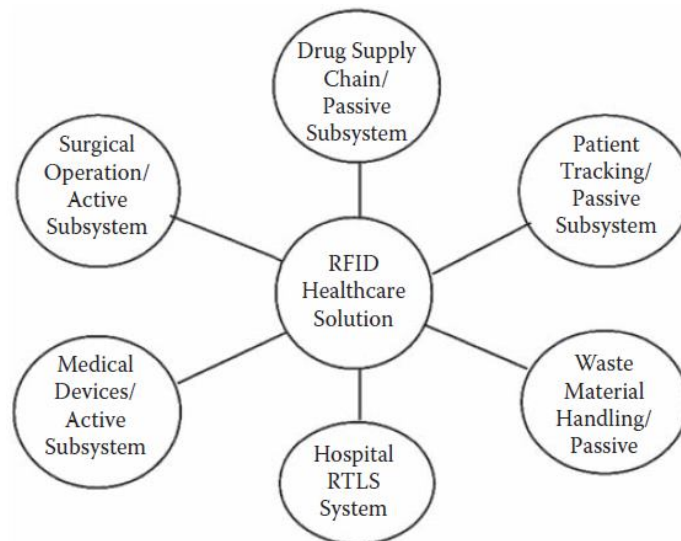 Drug Supply
Chain/
Passive
Subsystem
Surgical
Operation/
Active
Subsystem
Patient
Tracking/
Passive
Subsystem
RFID
Healthcare
Solution
Medical
Devices/
Active
Subsystem
Waste
Material
Handling/
Passive
Hospital
RTLS
System